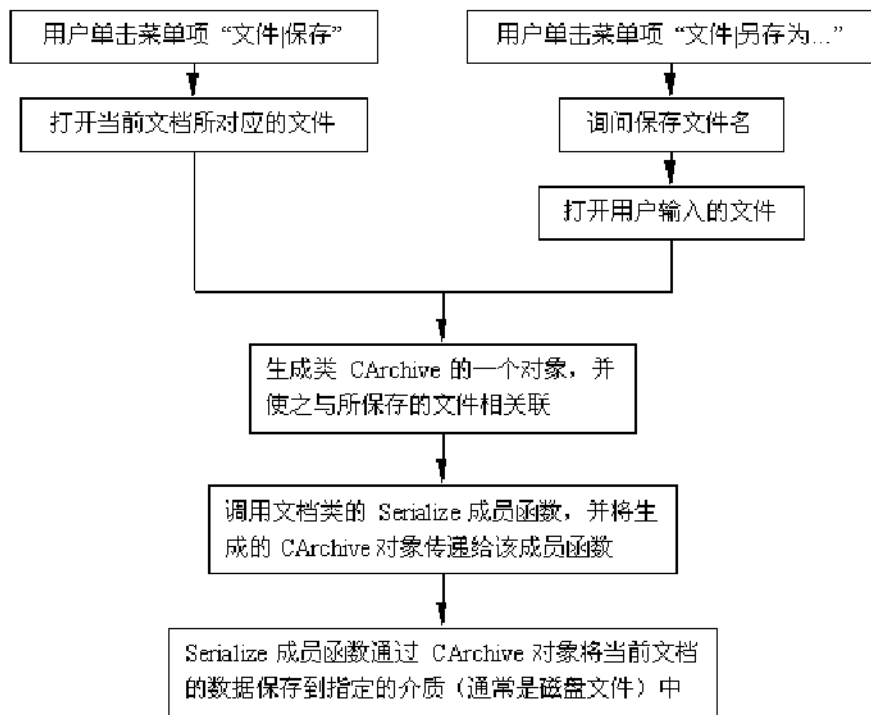 用户单击菜单项“文件|保存”
用户单击菜单项“文件|另存为...”
打开当前文档所对应的文件
询问保存文件名
打开用户输入的文件
生成类 CArchive 的一个对象，并
使之与所保存的文件相关联
调用文档类的 Serialize 成员函数，并将生
成的 CArchive 对象传递给该成员函数
Serialize 成员函数通过 CArchive 对象将当前文档
的数据保存到指定的介质（通常是磁盘文件）中